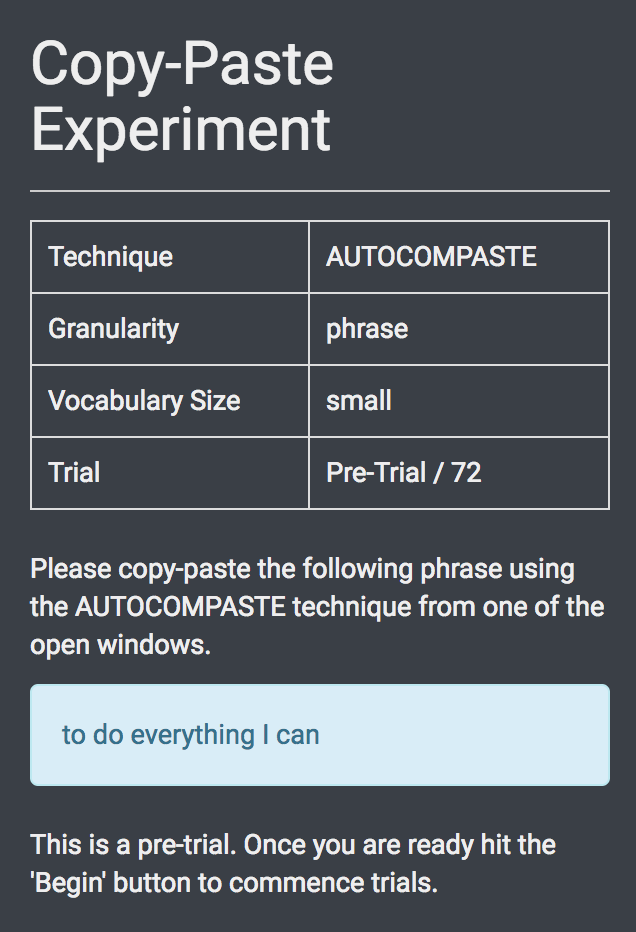 Copy-Paste
Experiment
Technique AUTOCOMPASTE
Granularity phrase
Vocabulary Size small
Trial Pre-Trial / 72
Please copy-paste the following phrase using
the AUTOCOMPASTE technique from one of the
open windows.
to do everything I can
This is a pre-trial. Once you are ready hit the
'Begin' button to commence trials.